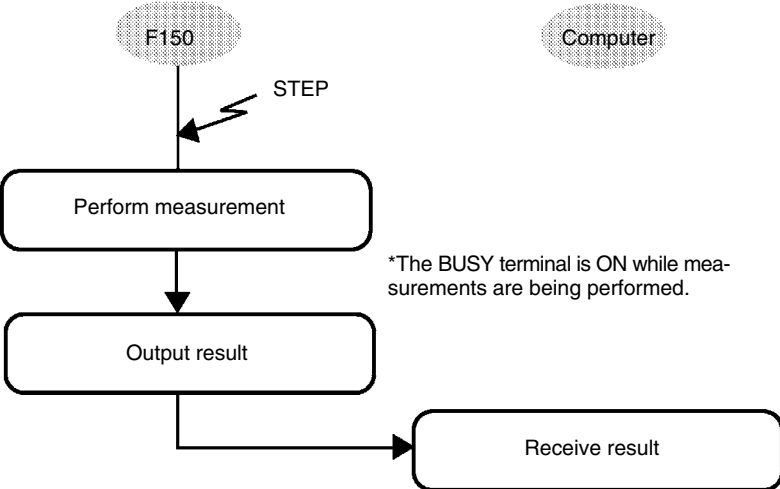 F150
Computer
STEP
Perform measurement
*The BUSY terminal is ON while mea-
surements are being performed.
Output result
Receive result